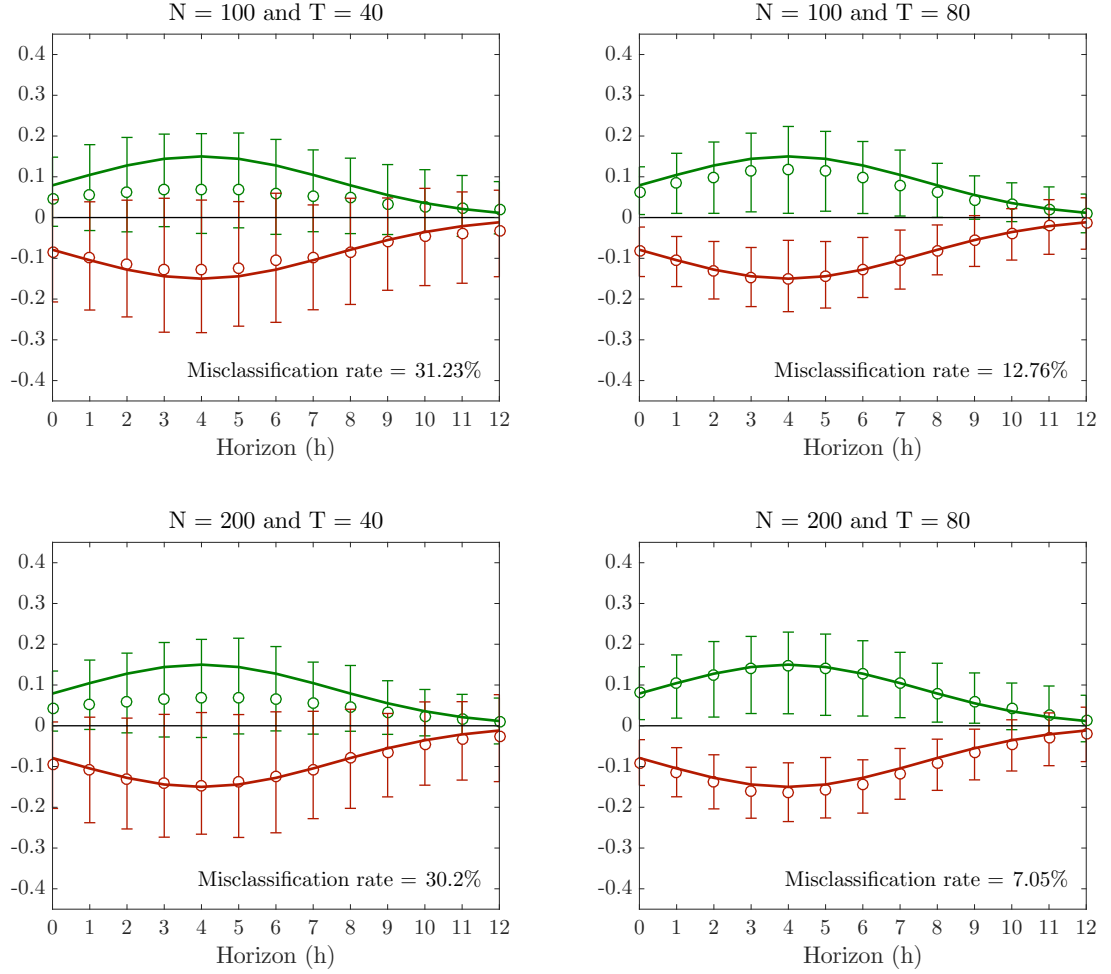 N = 100 and T = 40
0.4
0.3
0.2
0.1
0
-0.1
-0.2
-0.3
-0.4
Misclassification rate = 31.23%
0 1 2 3 4 5 6 7 8 9 10 11 12
Horizon (h)
N = 100 and T = 80
0.4
0.3
0.2
0.1
0
-0.1
-0.2
-0.3
-0.4
Misclassification rate = 12.76%
0 1 2 3 4 5 6 7 8 9 10 11 12
Horizon (h)
N = 200 and T = 40
0.4
0.3
0.2
0.1
0
-0.1
-0.2
-0.3
-0.4
Misclassification rate = 30.2%
0 1 2 3 4 5 6 7 8 9 10 11 12
Horizon (h)
N = 200 and T = 80
0.4
0.3
0.2
0.1
0
-0.1
-0.2
-0.3
-0.4
Misclassification rate = 7.05%
0 1 2 3 4 5 6 7 8 9 10 11 12
Horizon (h)